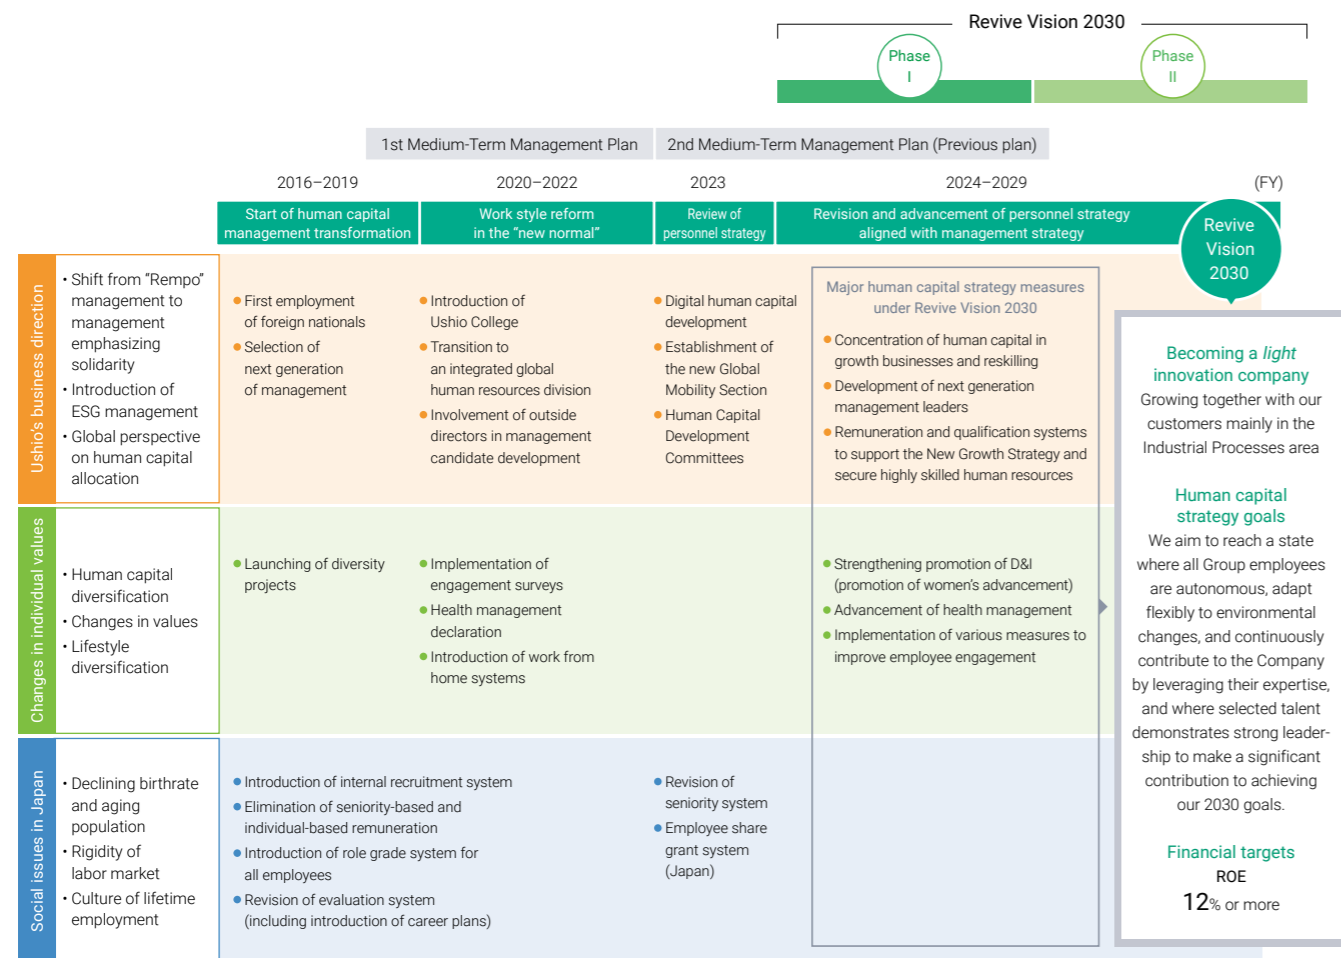 Revive Vision 2030
Phase
I
Phase
II
1st Medium-Term Management Plan
2nd Medium-Term Management Plan (Previous plan)
2016–2019
2020–2022
2023
2024–2029
(FY)
Start of human capital
management transformation
Work style reform
in the “new normal”
Review of
personnel strategy
Revision and advancement of personnel strategy
aligned with management strategy
Revive
Vision
2030
Ushio’s business direction
• Shift from “Rempo”
management to
management
emphasizing
solidarity
• Introduction of
ESG management
• Global perspective
on human capital
allocation
● First employment
of foreign nationals
● Selection of
next generation
of management
● Introduction of
Ushio College
● Transition to
an integrated global
human resources division
● Involvement of outside
directors in management
candidate development
● Digital human capital
development
● Establishment of
the new Global
Mobility Section
● Human Capital
Development
Committees
Major human capital strategy measures
under Revive Vision 2030
● Concentration of human capital in
growth businesses and reskilling
● Development of next generation
management leaders
● Remuneration and qualification systems
to support the New Growth Strategy and
secure highly skilled human resources
Changes in individual values
• Human capital
diversification
• Changes in values
• Lifestyle
diversification
● Launching of diversity
projects
● Implementation of
engagement surveys
● Health management
declaration
● Introduction of work from
home systems
● Strengthening promotion of D&I
(promotion of women’s advancement)
● Advancement of health management
● Implementation of various measures to
improve employee engagement
Social issues in Japan
• Declining birthrate
and aging
population
• Rigidity of
labor market
• Culture of lifetime
employment
● Introduction of internal recruitment system
● Elimination of seniority-based and
individual-based remuneration
● Introduction of role grade system for
all employees
● Revision of evaluation system
(including introduction of career plans)
● Revision of
seniority system
● Employee share
grant system
(Japan)
Becoming a light
innovation company
Growing together with our
customers mainly in the
Industrial Processes area
Human capital
strategy goals
We aim to reach a state
where all Group employees
are autonomous, adapt
flexibly to environmental
changes, and continuously
contribute to the Company
by leveraging their expertise,
and where selected talent
demonstrates strong leader-
ship to make a significant
contribution to achieving
our 2030 goals.
Financial targets
ROE
12% or more